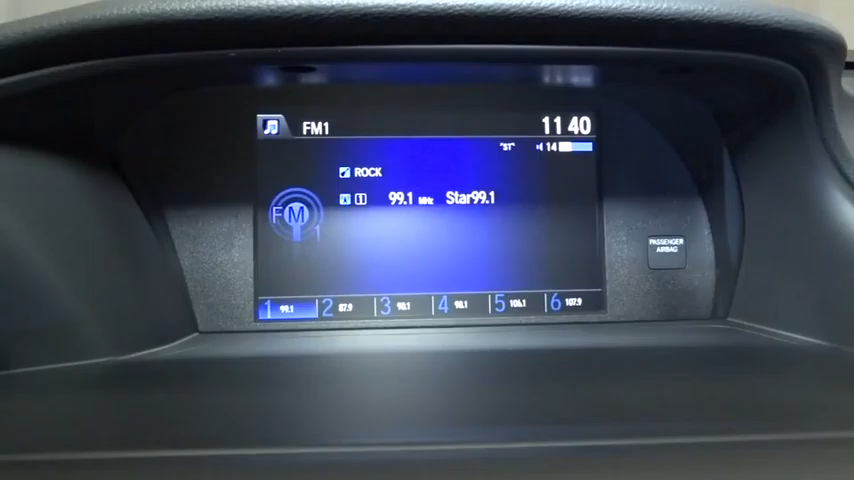 FM1 11 40
"ST" 14
ROCK
1 99.1 MHz Star99.1
FM 1
1 99.1 2 87.9 3 90.1 4 98.1 5 106.1 6 107.9
PASSENGER
AIRBAG